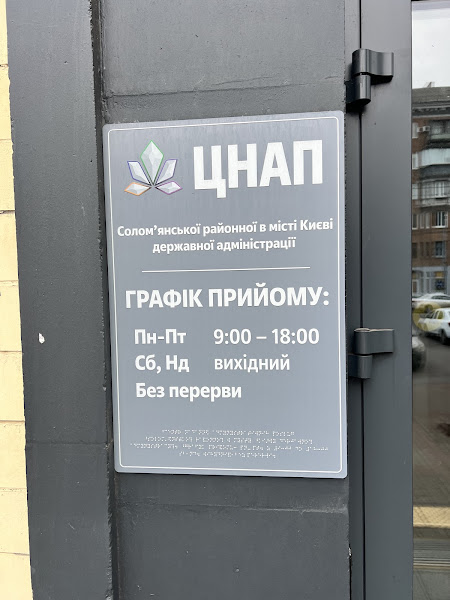 ЦНАП
Солом'янської районної в місті Києві
державної адміністрації
ГРАФІК ПРИЙОМУ:
Пн-Пт 9:00 – 18:00
Сб, Нд вихідний
Без перерви